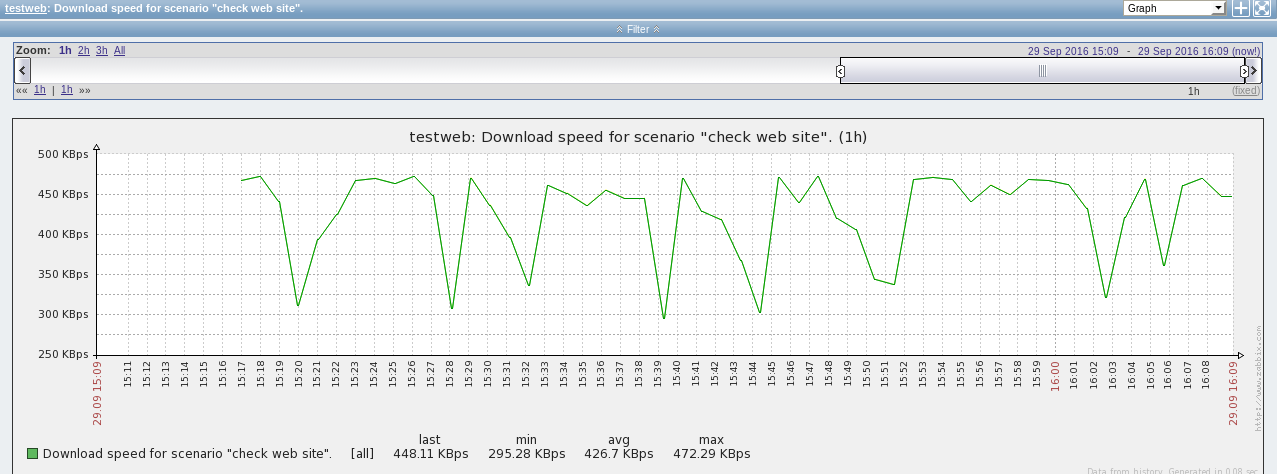 testweb: Download speed for scenario "check web site". Graph
Filter
Zoom: 1h 2h 3h All 29 Sep 2016 15:09 - 29 Sep 2016 16:09 (now!)
«« 1h | 1h »» 1h (fixed)
testweb: Download speed for scenario "check web site". (1h)
500 KBps
450 KBps
400 KBps
350 KBps
300 KBps
250 KBps
29.09 15:09 15:11 15:12 15:13 15:14 15:15 15:16 15:17 15:18 15:19 15:20 15:21 15:22 15:23 15:24 15:25 15:26 15:27 15:28 15:29 15:30 15:31 15:32 15:33 15:34 15:35 15:36 15:37 15:38 15:39 15:40 15:41 15:42 15:43 15:44 15:45 15:46 15:47 15:48 15:49 15:50 15:51 15:52 15:53 15:54 15:55 15:56 15:57 15:58 15:59 16:00 16:01 16:02 16:03 16:04 16:05 16:06 16:07 16:08 29.09 16:09
http://www.zabbix.com
last min avg max
Download speed for scenario "check web site". [all] 448.11 KBps 295.28 KBps 426.7 KBps 472.29 KBps
Data from history. Generated in 0.08 sec